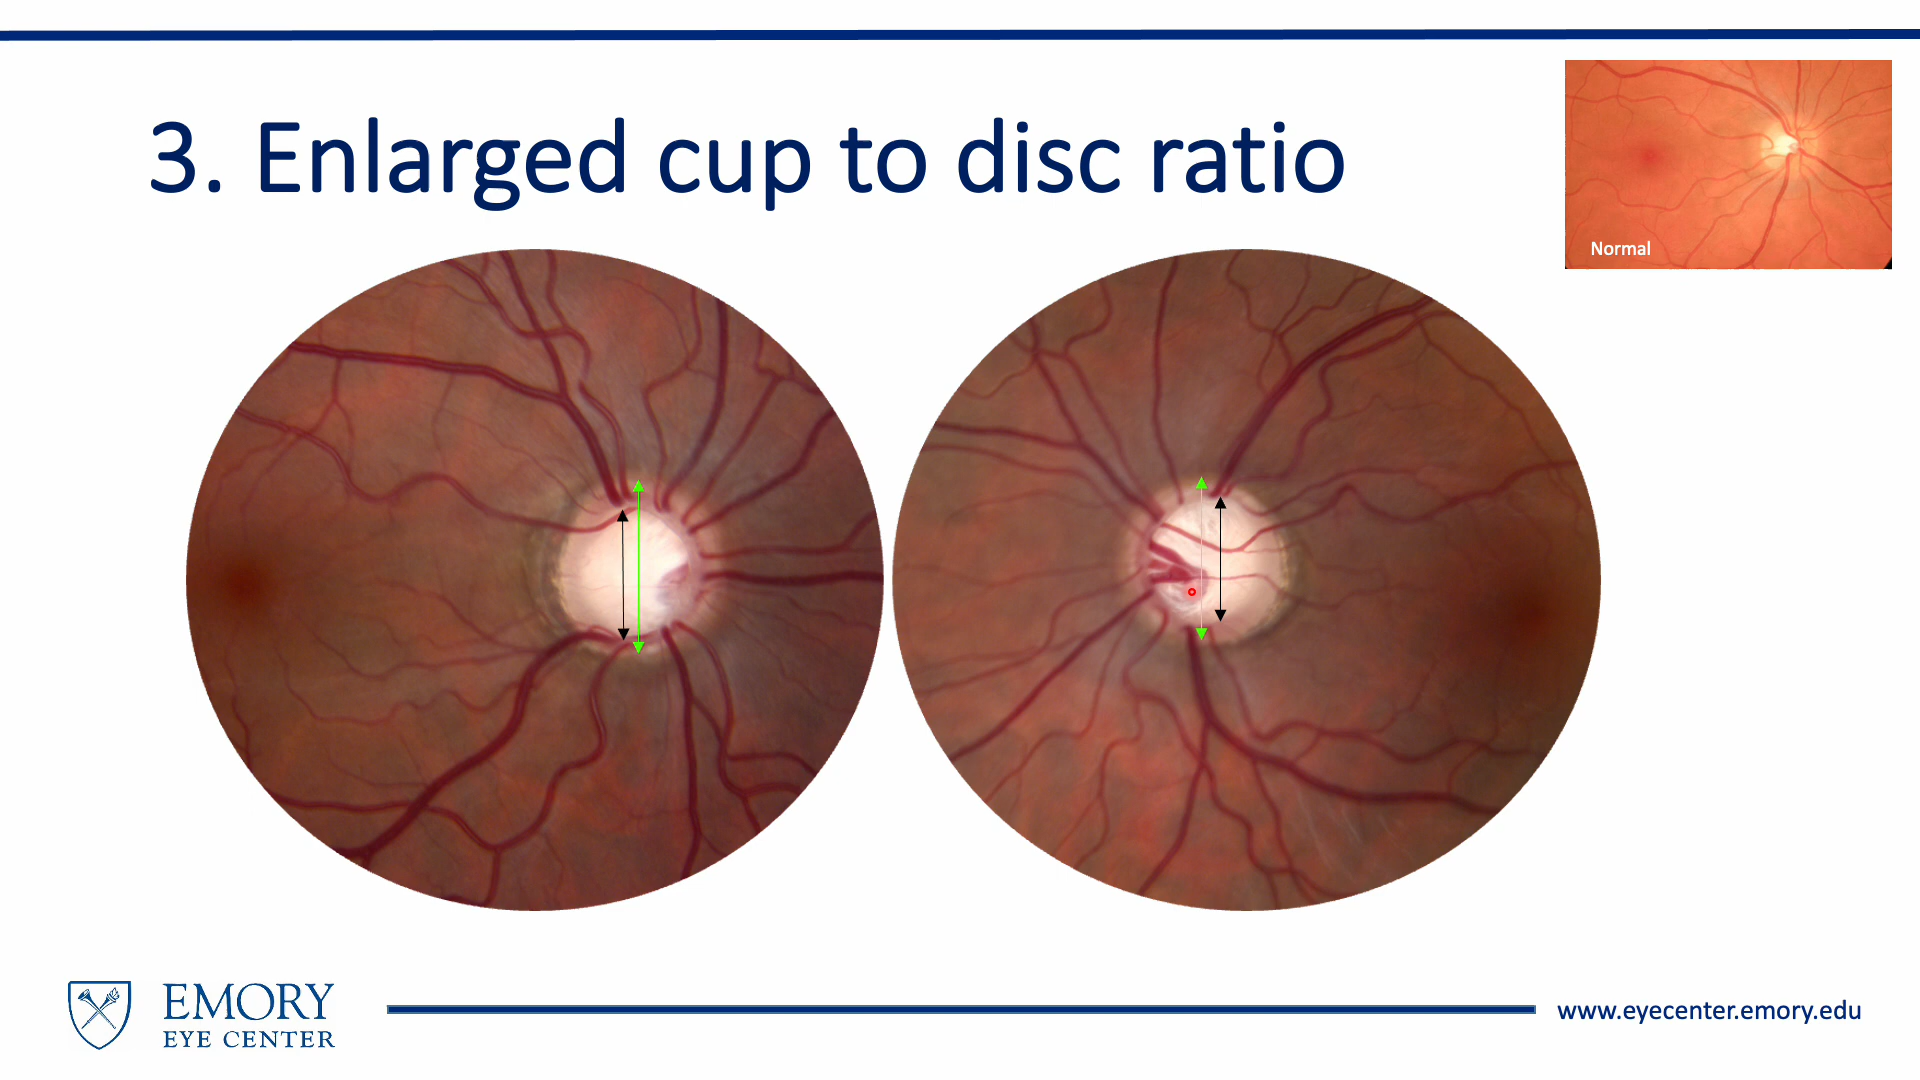 3. Enlarged cup to disc ratio
Normal
EMORY
EYE CENTER
www.eyecenter.emory.edu